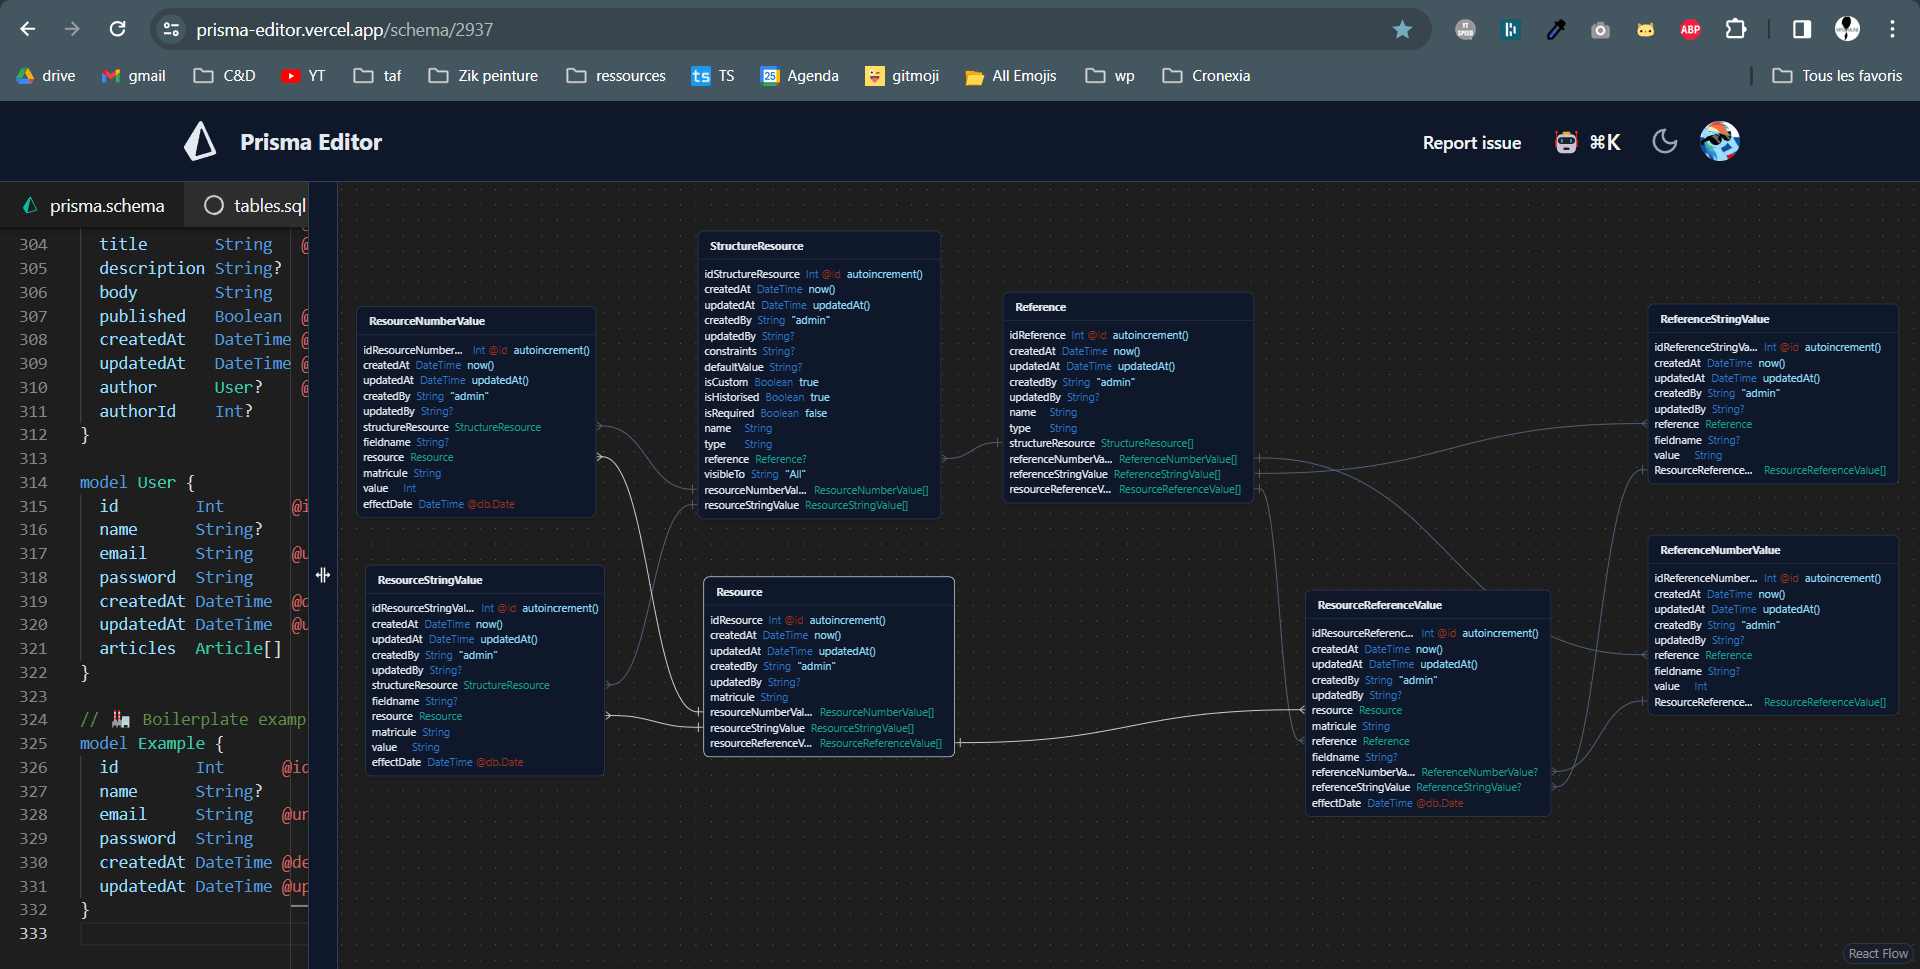 prisma-editor.vercel.app/schema/2937
drive
gmail
C&D
YT
taf
Zik peinture
ressources
TS
Agenda
gitmoji
All Emojis
wp
Cronexia
Tous les favoris
Prisma Editor
Report issue
⌘K
prisma.schema
tables.sql
304 title String @
305 description String?
306 body String
307 published Boolean @
308 createdAt DateTime @
309 updatedAt DateTime @
310 author User? @
311 authorId Int?
312 }
313
314 model User {
315 id Int @i
316 name String?
317 email String @u
318 password String
319 createdAt DateTime @d
320 updatedAt DateTime @u
321 articles Article[]
322 }
323
324 // 🏭 Boilerplate examp
325 model Example {
326 id Int @id
327 name String?
328 email String @un
329 password String
330 createdAt DateTime @de
331 updatedAt DateTime @up
332 }
333
ResourceNumberValue
idResourceNumber... Int @id autoincrement()
createdAt DateTime now()
updatedAt DateTime updatedAt()
createdBy String "admin"
updatedBy String?
structureResource StructureResource
fieldname String?
resource Resource
matricule String
value Int
effectDate DateTime @db.Date
ResourceStringValue
idResourceStringVal... Int @id autoincrement()
createdAt DateTime now()
updatedAt DateTime updatedAt()
createdBy String "admin"
updatedBy String?
structureResource StructureResource
fieldname String?
resource Resource
matricule String
value String
effectDate DateTime @db.Date
StructureResource
idStructureResource Int @id autoincrement()
createdAt DateTime now()
updatedAt DateTime updatedAt()
createdBy String "admin"
updatedBy String?
constraints String?
defaultValue String?
isCustom Boolean true
isHistorised Boolean true
isRequired Boolean false
name String
type String
reference Reference?
visibleTo String "All"
resourceNumberVal... ResourceNumberValue[]
resourceStringValue ResourceStringValue[]
Resource
idResource Int @id autoincrement()
createdAt DateTime now()
updatedAt DateTime updatedAt()
createdBy String "admin"
updatedBy String?
matricule String
resourceNumberVal... ResourceNumberValue[]
resourceStringValue ResourceStringValue[]
resourceReferenceV... ResourceReferenceValue[]
Reference
idReference Int @id autoincrement()
createdAt DateTime now()
updatedAt DateTime updatedAt()
createdBy String "admin"
updatedBy String?
name String
type String
structureResource StructureResource[]
referenceNumberVa... ReferenceNumberValue[]
referenceStringValue ReferenceStringValue[]
resourceReferenceV... ResourceReferenceValue[]
ResourceReferenceValue
idResourceReferenc... Int @id autoincrement()
createdAt DateTime now()
updatedAt DateTime updatedAt()
createdBy String "admin"
updatedBy String?
resource Resource
matricule String
reference Reference
fieldname String?
referenceNumberVa... ReferenceNumberValue?
referenceStringValue ReferenceStringValue?
effectDate DateTime @db.Date
ReferenceStringValue
idReferenceStringVa... Int @id autoincrement()
createdAt DateTime now()
updatedAt DateTime updatedAt()
createdBy String "admin"
updatedBy String?
reference Reference
fieldname String?
value String
ResourceReference... ResourceReferenceValue[]
ReferenceNumberValue
idReferenceNumber... Int @id autoincrement()
createdAt DateTime now()
updatedAt DateTime updatedAt()
createdBy String "admin"
updatedBy String?
reference Reference
fieldname String?
value Int
ResourceReference... ResourceReferenceValue[]
React Flow